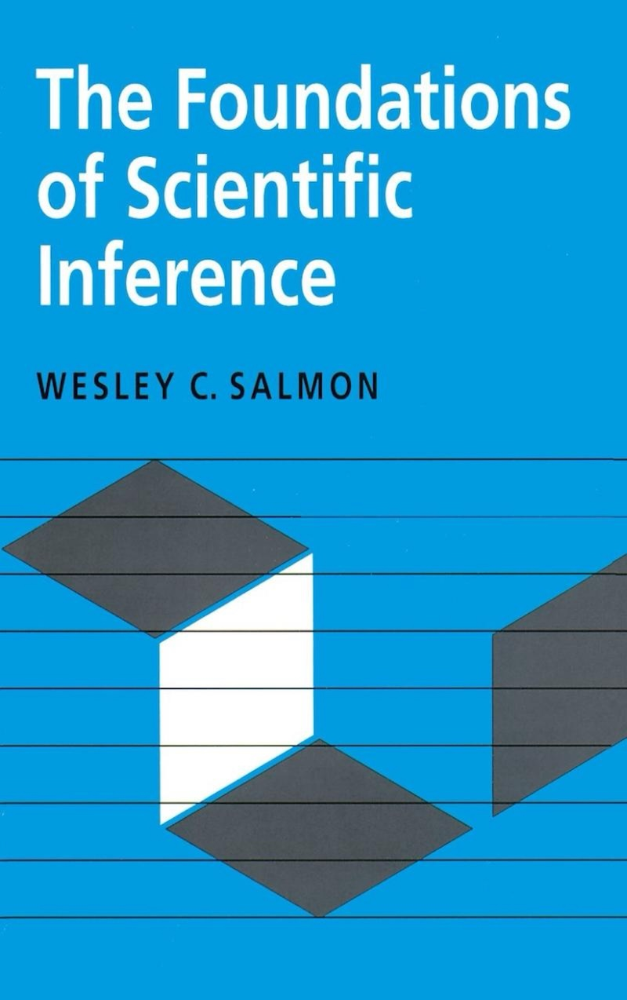 The Foundations
of Scientific
Inference
WESLEY C. SALMON